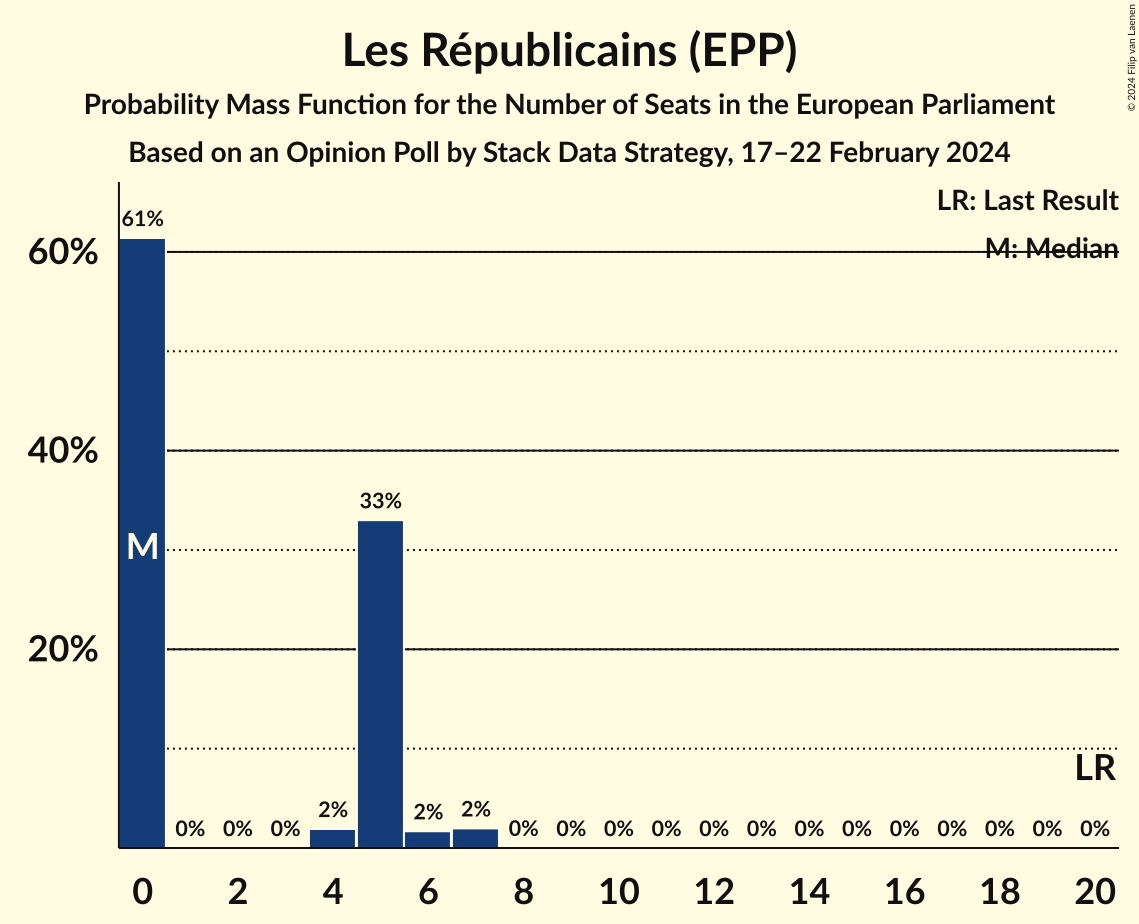 Les Républicains (EPP)
Probability Mass Function for the Number of Seats in the European Parliament
Based on an Opinion Poll by Stack Data Strategy, 17–22 February 2024
© 2024 Filip van Laenen
LR: Last Result
M: Median
61%
60%
40%
33%
M
20%
LR
0% 0% 0% 2% 2% 2% 0% 0% 0% 0% 0% 0% 0% 0% 0% 0% 0% 0% 0%
0 2 4 6 8 10 12 14 16 18 20